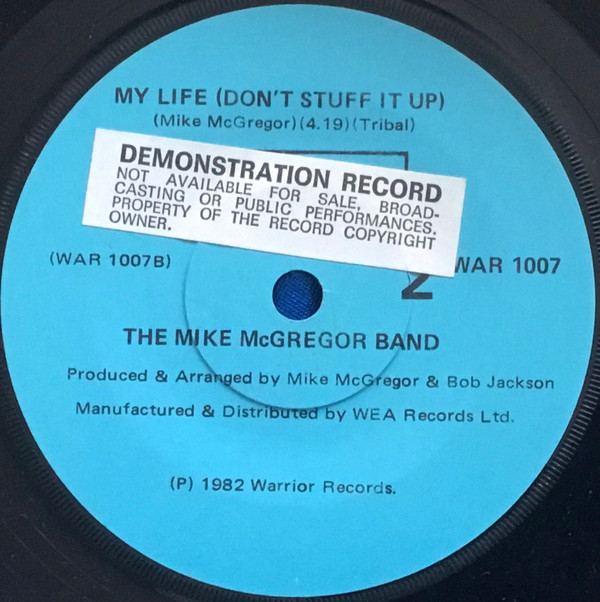 MY LIFE (DON'T STUFF IT UP)
(Mike McGregor) (4.19) (Tribal)
DEMONSTRATION RECORD
NOT AVAILABLE FOR SALE, BROAD-
CASTING OR PUBLIC PERFORMANCES.
PROPERTY OF THE RECORD COPYRIGHT
OWNER.
(WAR 1007B)
2
WAR 1007
THE MIKE McGREGOR BAND
Produced & Arranged by Mike McGregor & Bob Jackson
Manufactured & Distributed by WEA Records Ltd.
(P) 1982 Warrior Records.